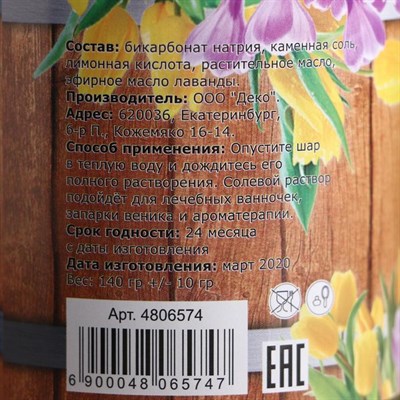 Состав: бикарбонат натрия, каменная соль,
лимонная кислота, растительное масло,
эфирное масло лаванды.
Производитель: ООО "Деко".
Адрес: 620036, Екатеринбург,
б-р П., Кожемяко 16-14.
Способ применения: Опустите шар
в теплую воду и дождитесь его
полного растворения. Солевой раствор
подойдёт для лечебных ванночек,
запарки веника и ароматерапии.
Срок годности: 24 месяца
с даты изготовления
Дата изготовления: март 2020
Вес: 140 гр +/- 10 гр
Арт. 4806574
6 900048 065747
EAC